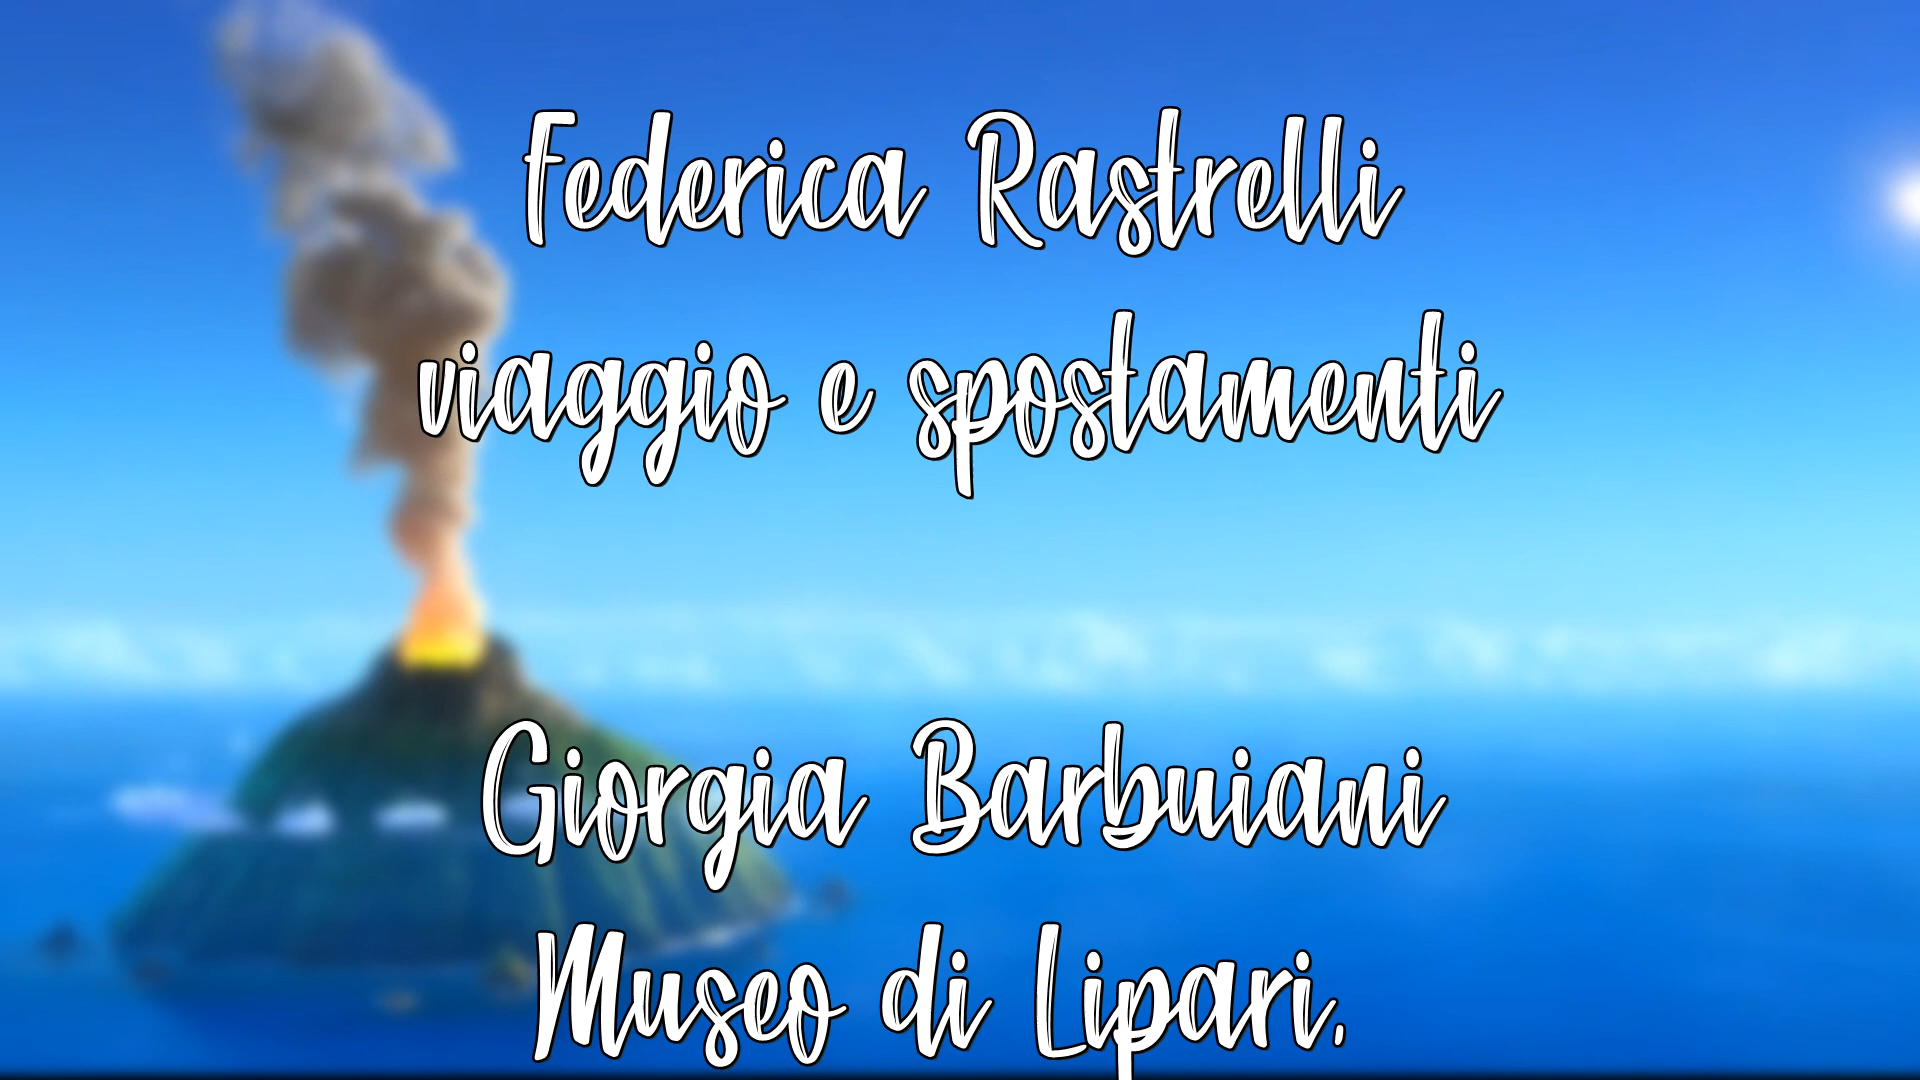 Federica Rastrelli
viaggio e spostamenti
Giorgia Barbuiani
Museo di Lipari,